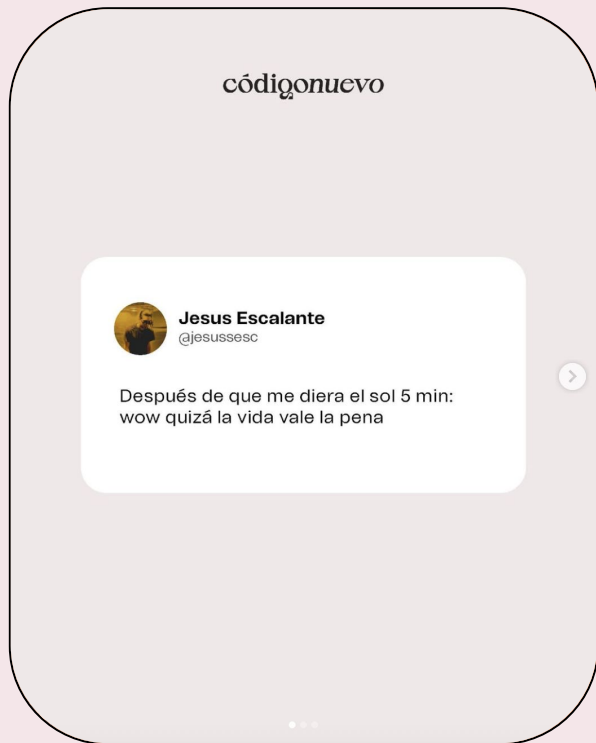 códigonuevo
Jesus Escalante
@jesussesc
Después de que me diera el sol 5 min:
wow quizá la vida vale la pena